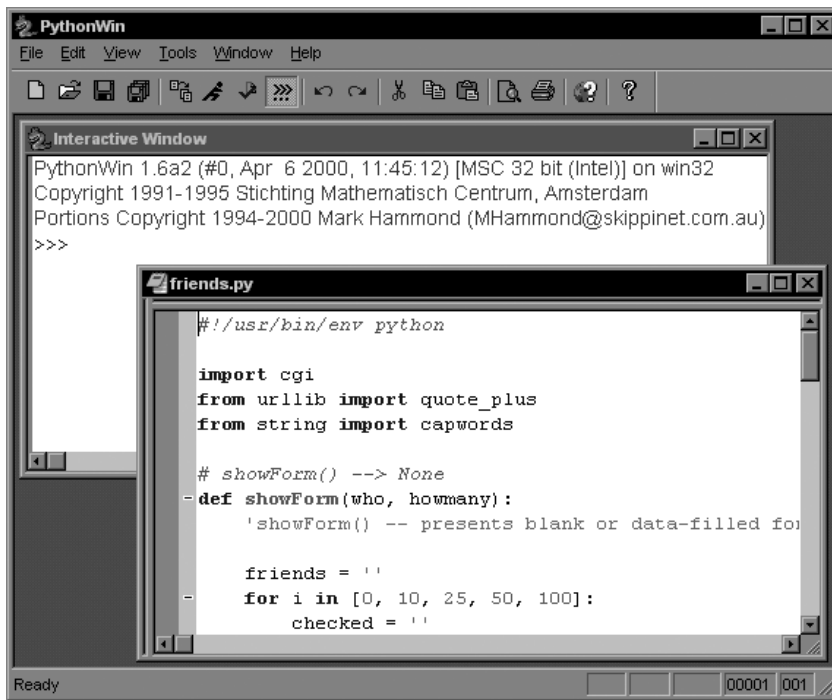 PythonWin
File Edit View Tools Window Help
Interactive Window
PythonWin 1.6a2 (#0, Apr  6 2000, 11:45:12) [MSC 32 bit (Intel)] on win32
Copyright 1991-1995 Stichting Mathematisch Centrum, Amsterdam
Portions Copyright 1994-2000 Mark Hammond (MHammond@skippinet.com.au)
>>>
friends.py
#!/usr/bin/env python
import cgi
from urllib import quote_plus
from string import capwords
# showForm() --> None
def showForm(who, howmany):
    'showForm() -- presents blank or data-filled for
    friends = ''
    for i in [0, 10, 25, 50, 100]:
        checked = ''
Ready
00001 001